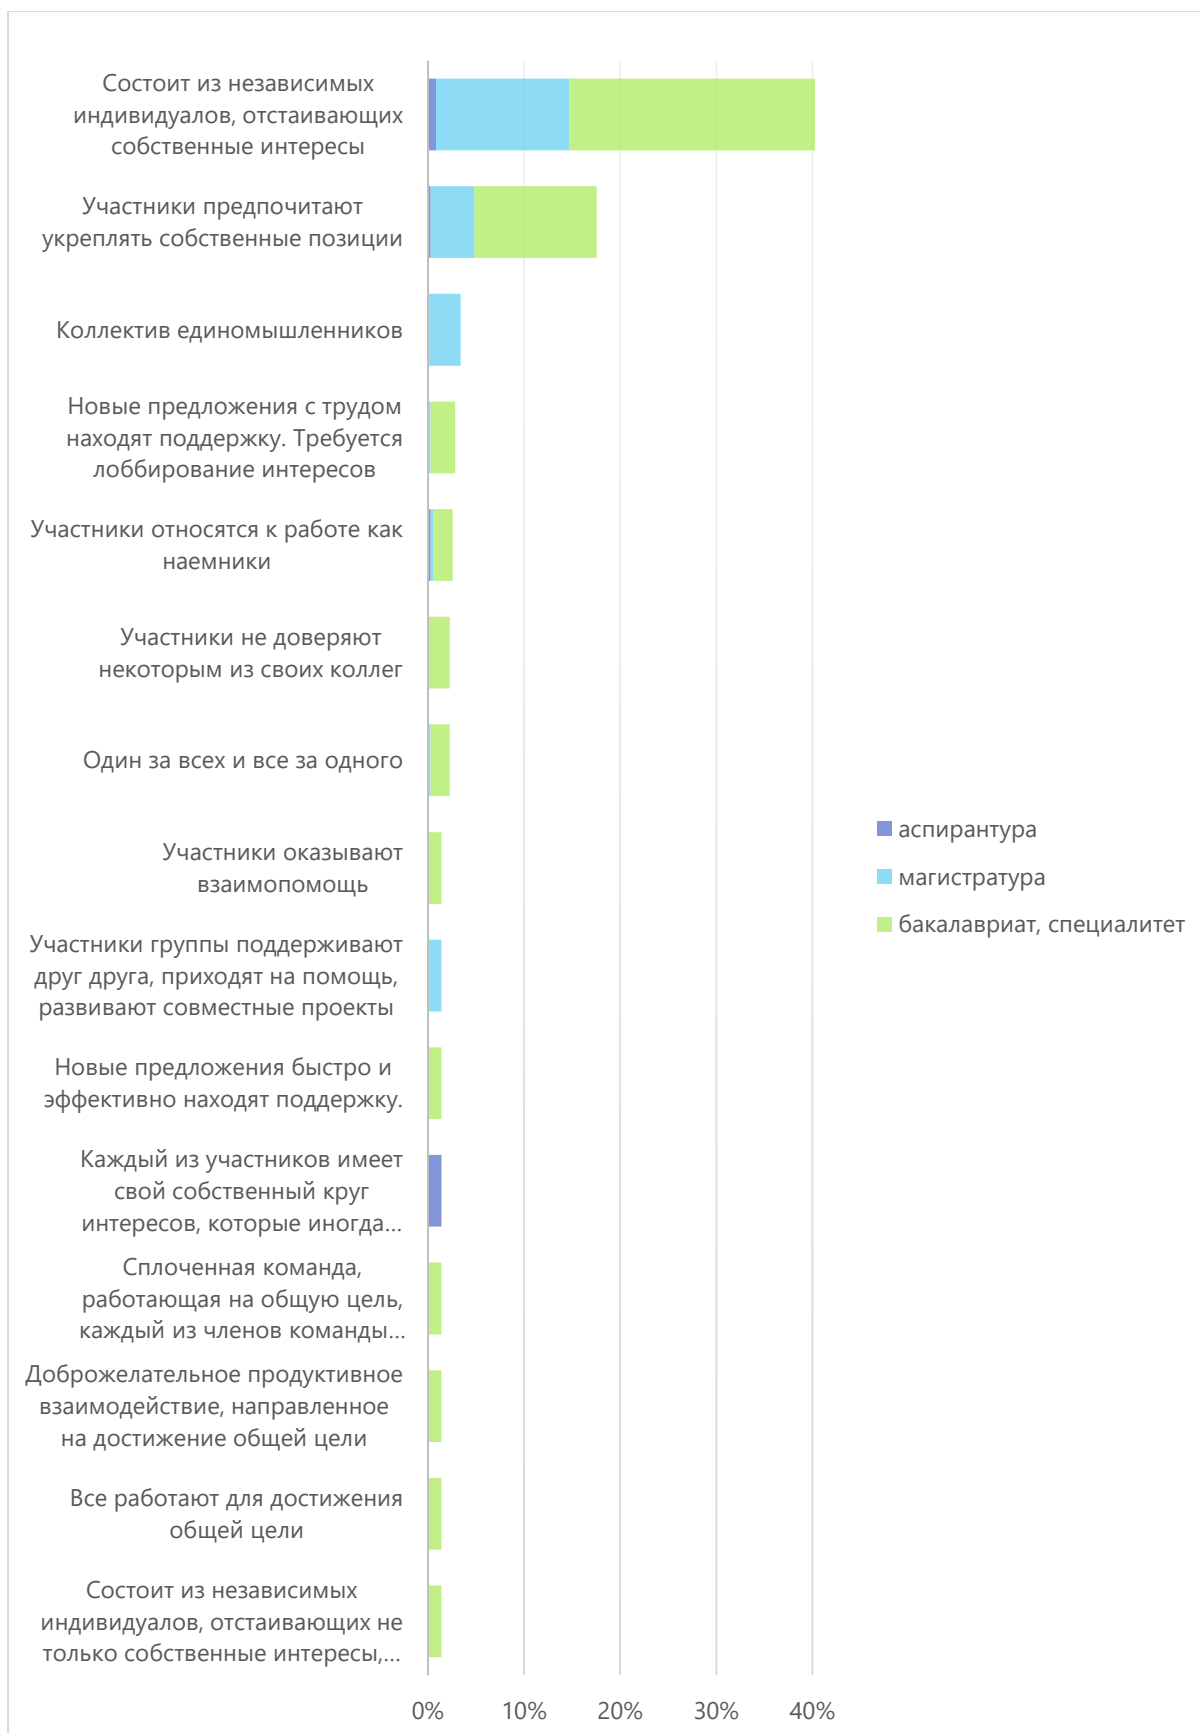 Состоит из независимых
индивидуалов, отстаивающих
собственные интересы
Участники предпочитают
укреплять собственные позиции
Коллектив единомышленников
Новые предложения с трудом
находят поддержку. Требуется
лоббирование интересов
Участники относятся к работе как
наемники
Участники не доверяют
некоторым из своих коллег
Один за всех и все за одного
Участники оказывают
взаимопомощь
Участники группы поддерживают
друг друга, приходят на помощь,
развивают совместные проекты
Новые предложения быстро и
эффективно находят поддержку.
Каждый из участников имеет
свой собственный круг
интересов, которые иногда...
Сплоченная команда,
работающая на общую цель,
каждый из членов команды...
Доброжелательное продуктивное
взаимодействие, направленное
на достижение общей цели
Все работают для достижения
общей цели
Состоит из независимых
индивидуалов, отстаивающих не
только собственные интересы,...
0% 10% 20% 30% 40%
аспирантура
магистратура
бакалавриат, специалитет